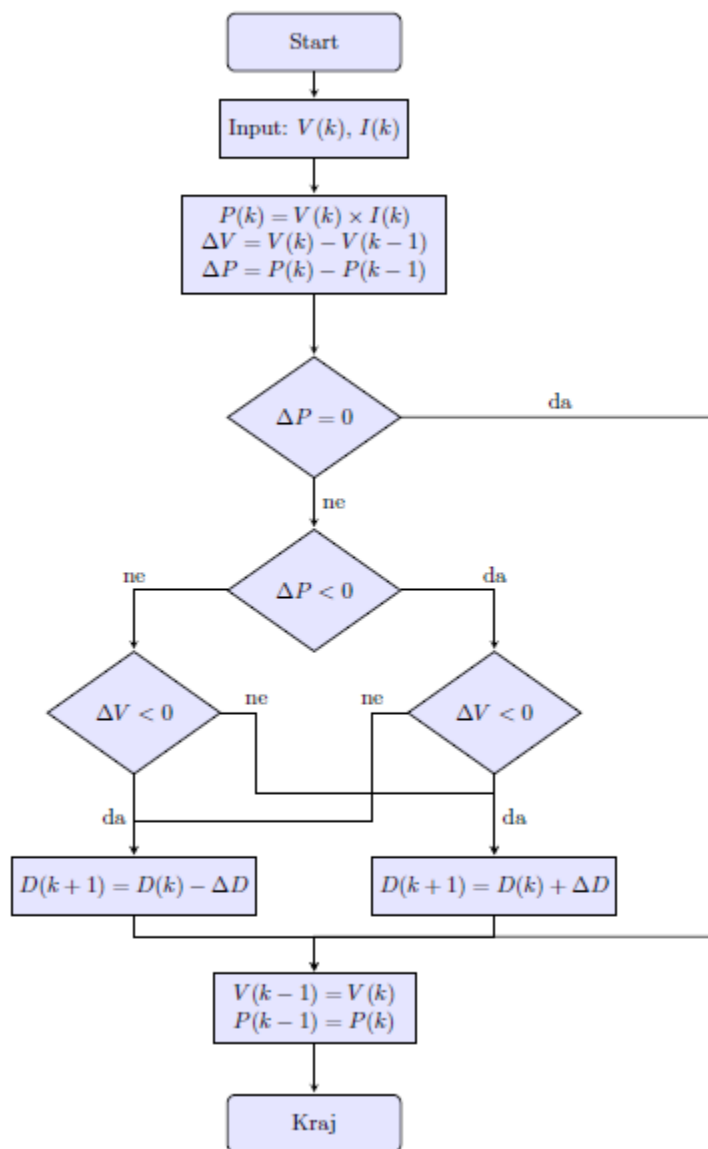 Start
Input: V(k), I(k)
P(k) = V(k) × I(k)
ΔV = V(k) − V(k − 1)
ΔP = P(k) − P(k − 1)
ΔP = 0
da
ne
ΔP < 0
ne
da
ΔV < 0
ne
ne
ΔV < 0
da
da
D(k + 1) = D(k) − ΔD
D(k + 1) = D(k) + ΔD
V(k − 1) = V(k)
P(k − 1) = P(k)
Kraj